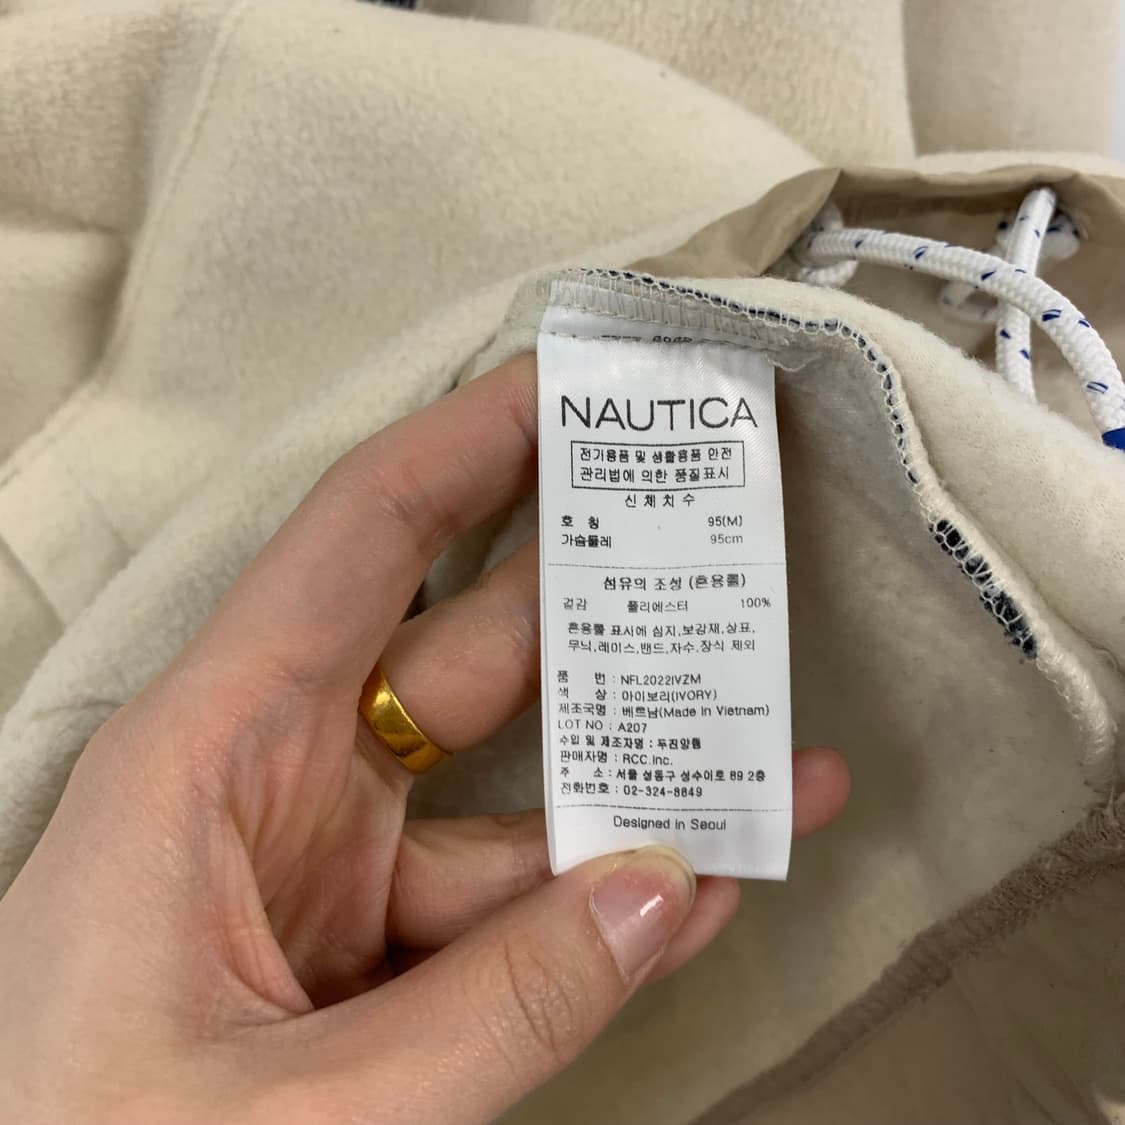 NAUTICA
전기용품 및 생활용품 안전
관리법에 의한 품질표시
신체치수
호 칭 95(M)
가슴둘레 95cm
섬유의 조성 (혼용률)
겉감 폴리에스터 100%
혼용률 표시에 심지,보강재,상표,
무늬,레이스,밴드,자수,장식 제외
품 번 : NFL2022IVZM
색 상 : 아이보리(IVORY)
제조국명 : 베트남(Made in Vietnam)
LOT NO : A207
수입 및 제조자명 : 두진양행
판매자명 : RCC.Inc.
주 소 : 서울 성동구 성수이로 89 2층
전화번호 : 02-324-8849
Designed in Seoul